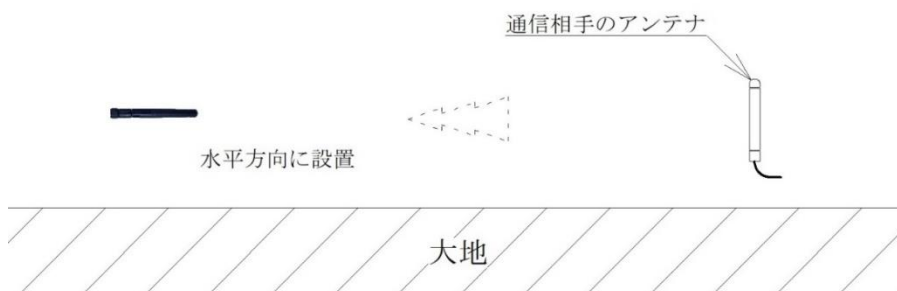 通信相手のアンテナ
水平方向に設置
大地